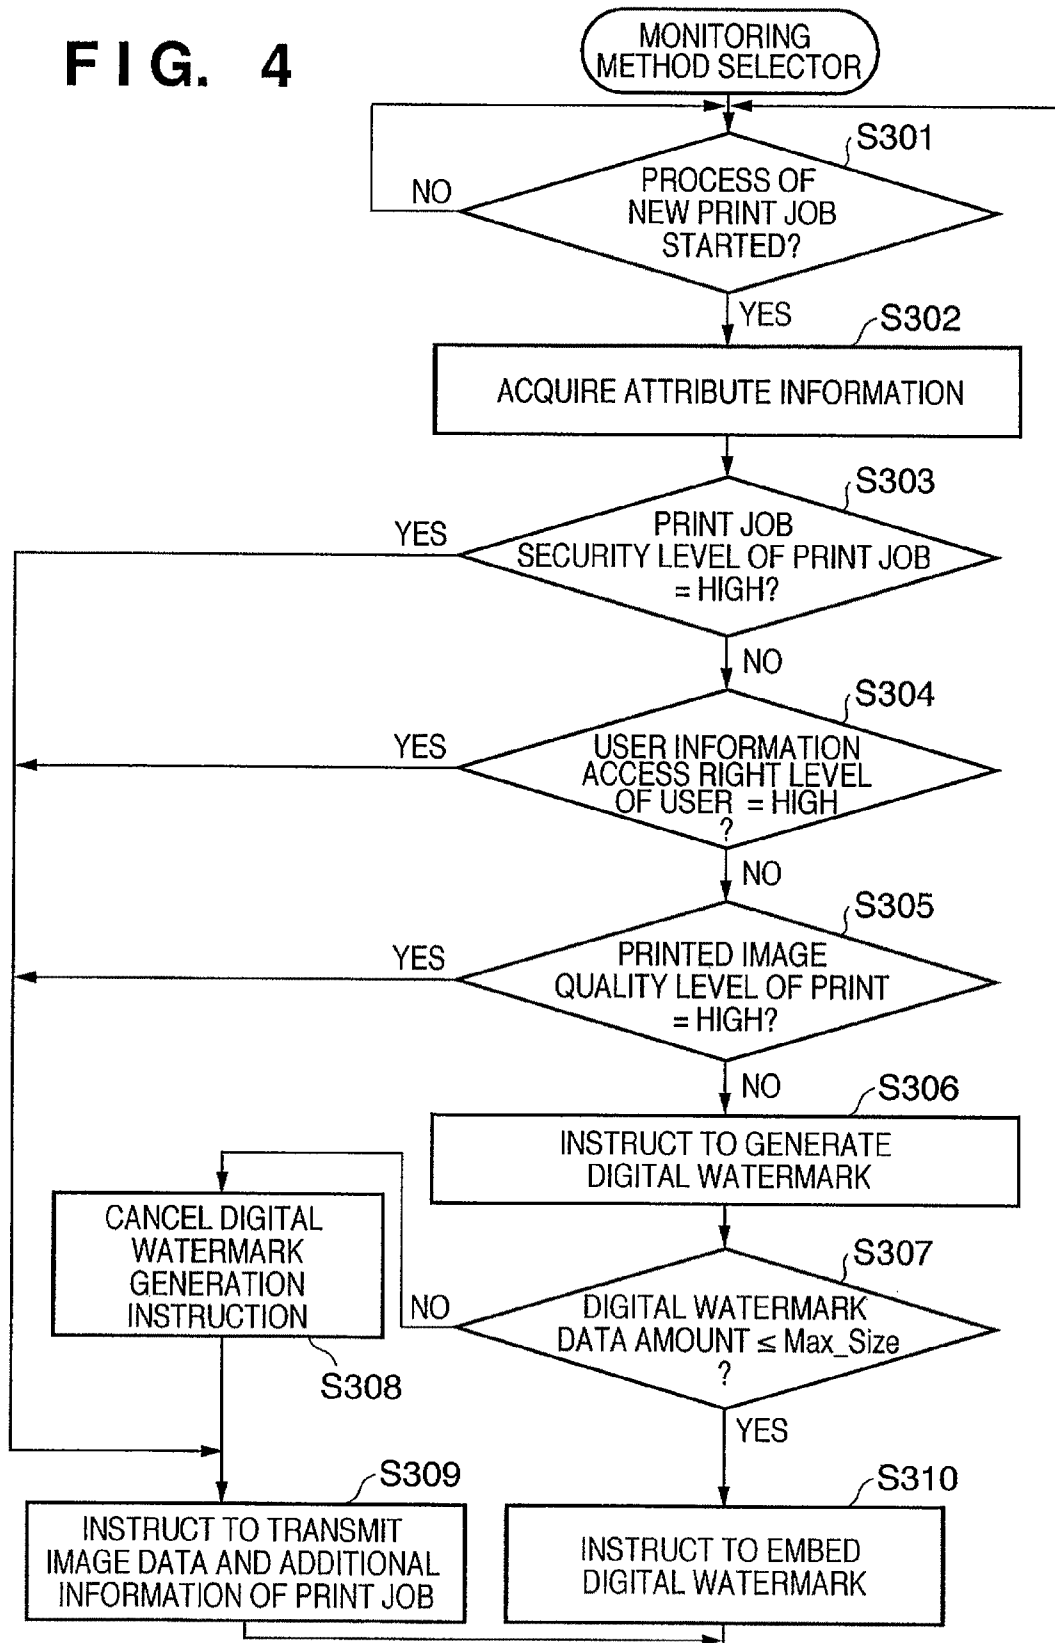 FIG. 4
MONITORING
METHOD SELECTOR
S301
PROCESS OF
NEW PRINT JOB
STARTED?
NO
YES
S302
ACQUIRE ATTRIBUTE INFORMATION
S303
PRINT JOB
SECURITY LEVEL OF PRINT JOB
= HIGH?
YES
NO
S304
USER INFORMATION
ACCESS RIGHT LEVEL
OF USER = HIGH
?
YES
NO
S305
PRINTED IMAGE
QUALITY LEVEL OF PRINT
= HIGH?
YES
NO
S306
INSTRUCT TO GENERATE
DIGITAL WATERMARK
S307
DIGITAL WATERMARK
DATA AMOUNT ≤ Max_Size
?
NO
YES
CANCEL DIGITAL
WATERMARK
GENERATION
INSTRUCTION
S308
S309
INSTRUCT TO TRANSMIT
IMAGE DATA AND ADDITIONAL
INFORMATION OF PRINT JOB
S310
INSTRUCT TO EMBED
DIGITAL WATERMARK